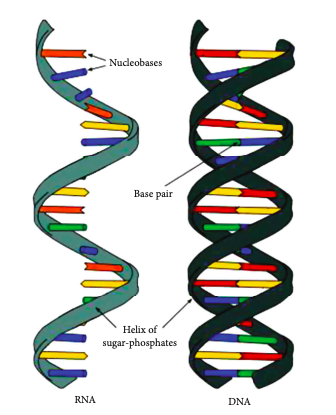 Nucleobases
Base pair
Helix of
sugar-phosphates
RNA
DNA